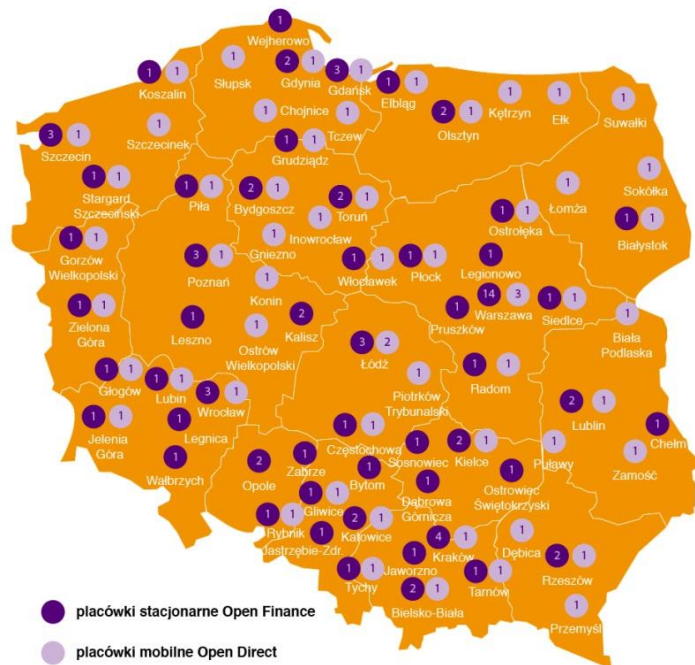 1
Wejherowo
2 1
Gdynia
3 1
Gdańsk
1
Słupsk
1 1
Koszalin
1 1
Elbląg
1
Kętrzyn
1
Ełk
1
Suwałki
2 1
Olsztyn
1
Chojnice
1
Tczew
1
Szczecinek
3 1
Szczecin
1 1
Grudziądz
1
Sokółka
1 1
Stargard
Szczeciński
1 1
Piła
2 1
Bydgoszcz
2 1
Toruń
1
Łomża
1 1
Ostrołęka
1 1
Białystok
1
Inowrocław
1 1
Gorzów
Wielkopolski
1
Gniezno
3 1
Poznań
1 1
Włocławek
1 1
Płock
1
Legionowo
1
Konin
14 3
Warszawa
1
Pruszków
1 1
Siedlce
1 1
Zielona
Góra
1
Leszno
2
Kalisz
1
Ostrów
Wielkopolski
1
Biała
Podlaska
3 2
Łódź
1
Piotrków
Trybunalski
1 1
Radom
1 1
Głogów
1 1
Lubin
3 1
Wrocław
2 1
Lublin
1 1
Jelenia
Góra
1
Legnica
1
Chełm
1 1
Częstochowa
1
Sosnowiec
2 1
Kielce
1
Puławy
1
Zamość
1
Wałbrzych
2
Opole
1
Zabrze
1
Bytom
1
Dąbrowa
Górnicza
1
Ostrowiec
Świętokrzyski
1 1
Gliwice
1 1
Rybnik
1
Jastrzębie-Zdr.
2 1
Katowice
4 1
Kraków
1
Dębica
1
Jaworzno
1 1
Tychy
2 1
Bielsko-Biała
1 1
Tarnów
2 1
Rzeszów
1
Przemyśl
placówki stacjonarne Open Finance
placówki mobilne Open Direct